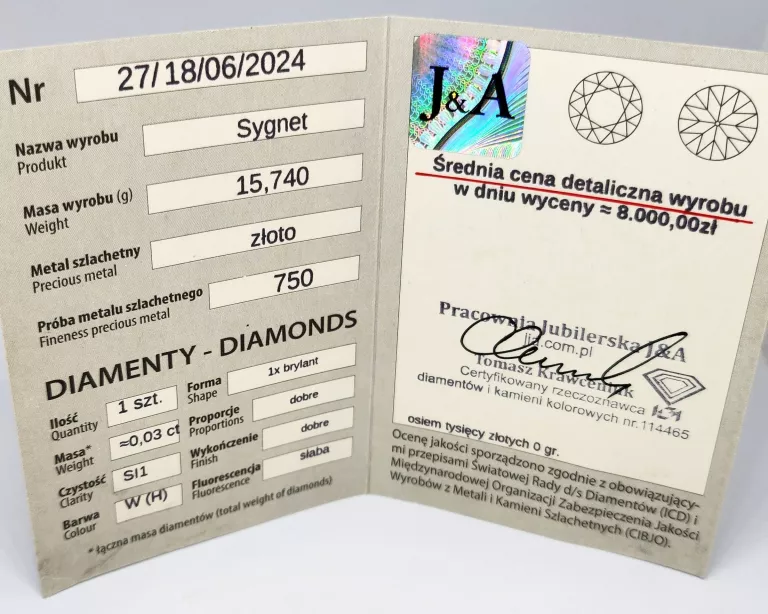 Nr 27/18/06/2024
Nazwa wyrobu Sygnet
Produkt
Masa wyrobu (g) 15,740
Weight
Metal szlachetny złoto
Precious metal
Próba metalu szlachetnego 750
Fineness precious metal
DIAMENTY - DIAMONDS
Ilość 1 szt.
Quantity
Masa* ≈0,03 ct
Weight
Czystość SI1
Clarity
Barwa W (H)
Colour
Forma 1x brylant
Shape
Proporcje dobre
Proportions
Wykończenie dobre
Finish
Fluorescencja słaba
Fluorescence
* łączna masa diamentów (total weight of diamonds)
J&A
Średnia cena detaliczna wyrobu
w dniu wyceny ≈ 8.000,00zł
Pracownia Jubilerska J&A
jja.com.pl
Tomasz Krawceniuk
Certyfikowany rzeczoznawca
diamentów i kamieni kolorowych nr.114465
osiem tysięcy złotych 0 gr.
Ocenę jakości sporządzono zgodnie z obowiązujący-
mi przepisami Światowej Rady d/s Diamentów (ICD) i
Międzynarodowej Organizacji Zabezpieczenia Jakości
Wyrobów z Metali i Kamieni Szlachetnych (CIBJO).